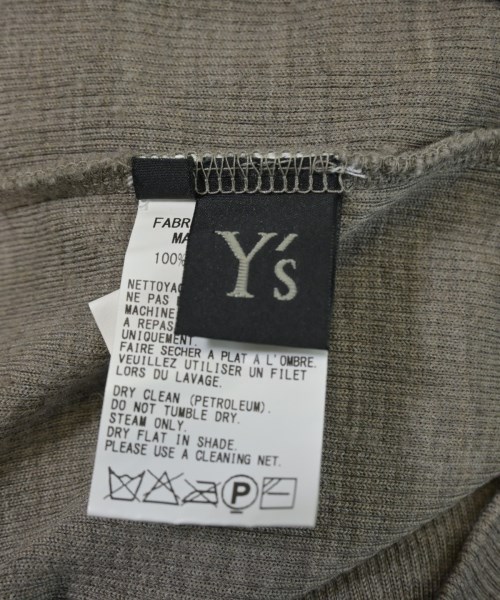 Y's
FABR
MA
100%
NETTOYAG
NE PAS
MACHINE
A REPAS
UNIQUEMENT.
FAIRE SECHER A PLAT A L'OMBRE.
VEUILLEZ UTILISER UN FILET
LORS DU LAVAGE.
DRY CLEAN (PETROLEUM).
DO NOT TUMBLE DRY.
STEAM ONLY.
DRY FLAT IN SHADE.
PLEASE USE A CLEANING NET.
P